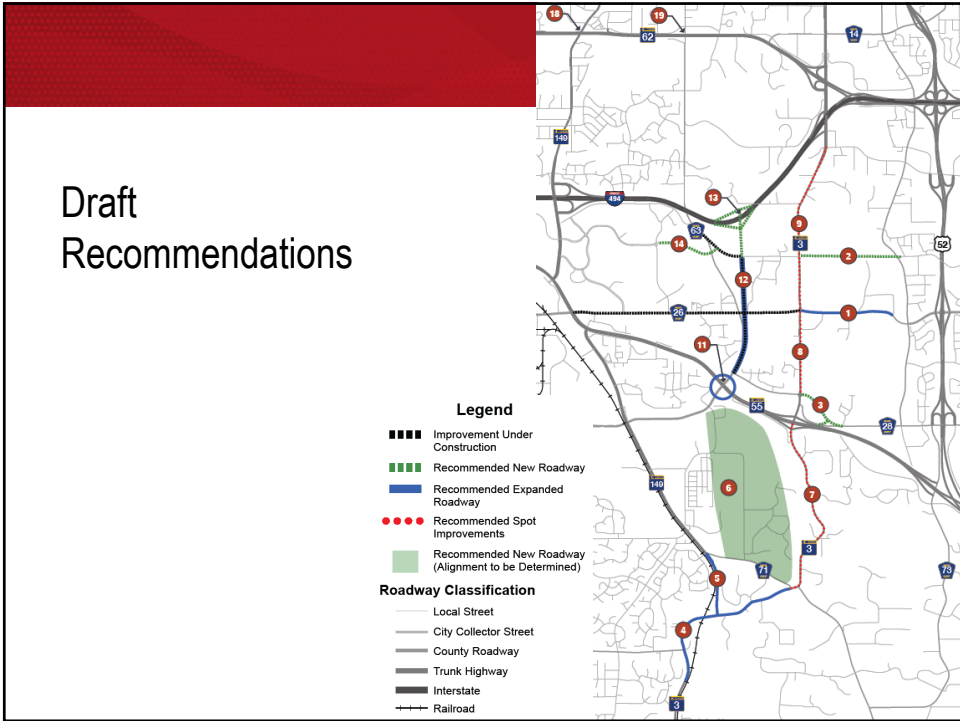 Draft
Recommendations
Legend
Improvement Under
Construction
Recommended New Roadway
Recommended Expanded
Roadway
Recommended Spot
Improvements
Recommended New Roadway
(Alignment to be Determined)
Roadway Classification
Local Street
City Collector Street
County Roadway
Trunk Highway
Interstate
Railroad
18
19
62
14
149
494
13
63
14
9
3
52
2
12
26
1
11
8
55
3
28
6
149
7
3
5
71
73
4
3